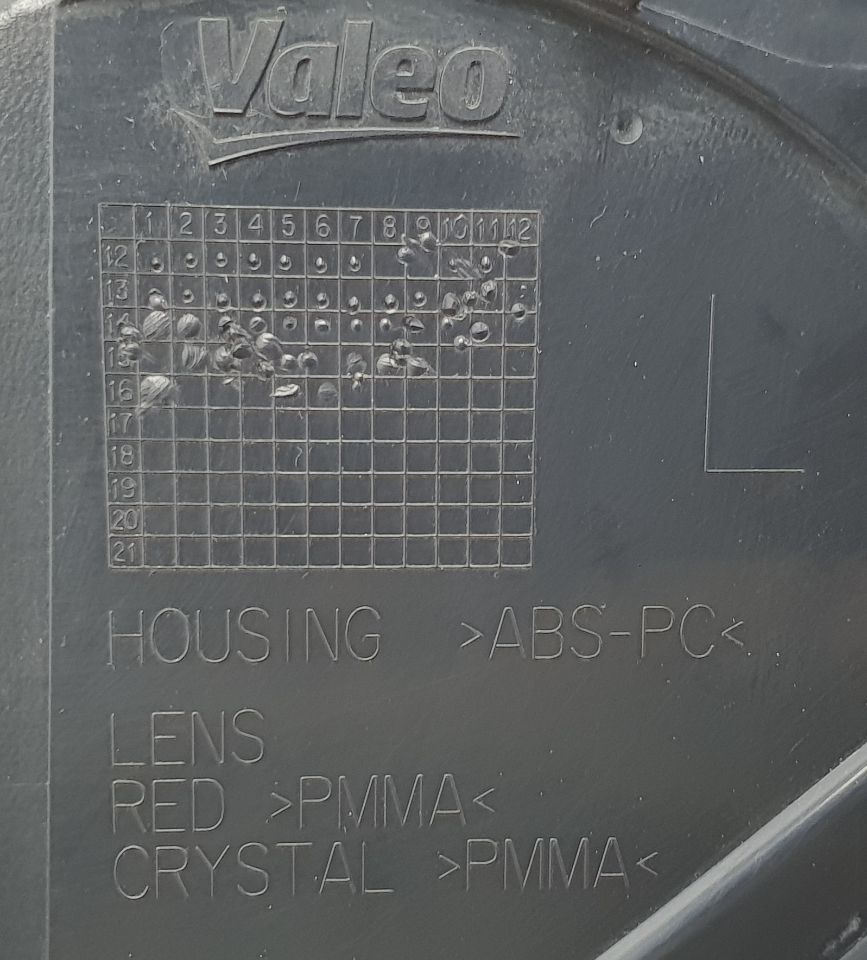 Valeo
1 2 3 4 5 6 7 8 9 10 11 12
12
13
14
15
16
17
18
19
20
21
L
HOUSING >ABS-PC<
LENS
RED >PMMA<
CRYSTAL >PMMA<